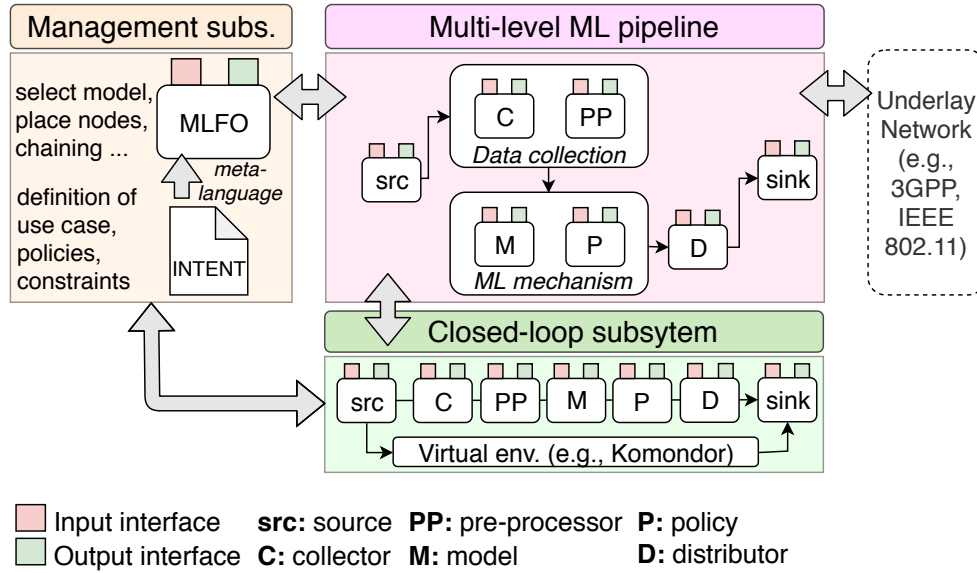 Management subs.
Multi-level ML pipeline
select model,
place nodes,
chaining ...
MLFO
meta-
language
definition of
use case,
policies,
constraints
INTENT
src
C
PP
Data collection
M
P
ML mechanism
D
sink
Underlay
Network
(e.g.,
3GPP,
IEEE
802.11)
Closed-loop subsytem
src
C
PP
M
P
D
sink
Virtual env. (e.g., Komondor)
Input interface
src: source
PP: pre-processor
P: policy
Output interface
C: collector
M: model
D: distributor